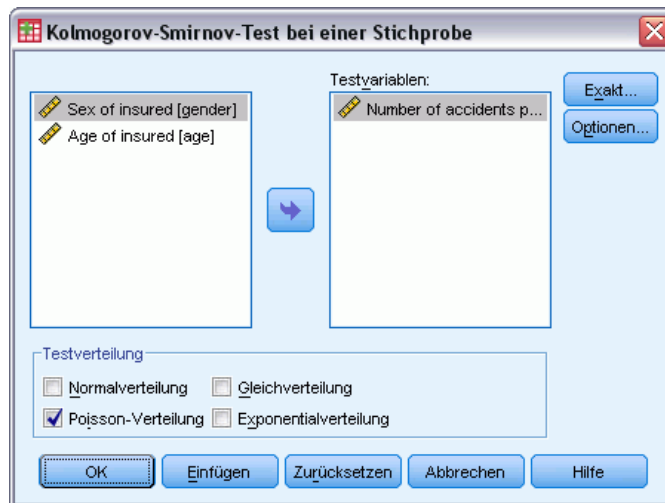 Kolmogorov-Smirnov-Test bei einer Stichprobe
Testvariablen:
Sex of insured [gender]
Age of insured [age]
Number of accidents p...
Exakt...
Optionen...
Testverteilung
Normalverteilung
Gleichverteilung
Poisson-Verteilung
Exponentialverteilung
OK
Einfügen
Zurücksetzen
Abbrechen
Hilfe